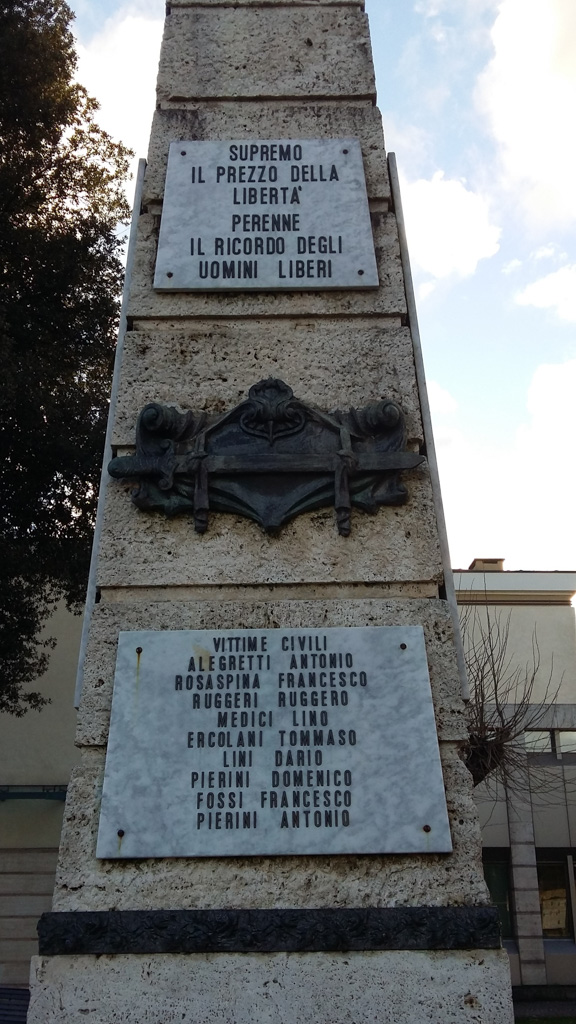 SUPREMO
IL PREZZO DELLA
LIBERTA'
PERENNE
IL RICORDO DEGLI
UOMINI LIBERI
VITTIME CIVILI
ALEGRETTI ANTONIO
ROSASPINA FRANCESCO
RUGGERI RUGGERO
MEDICI LINO
ERCOLANI TOMMASO
LINI DARIO
PIERINI DOMENICO
FOSSI FRANCESCO
PIERINI ANTONIO